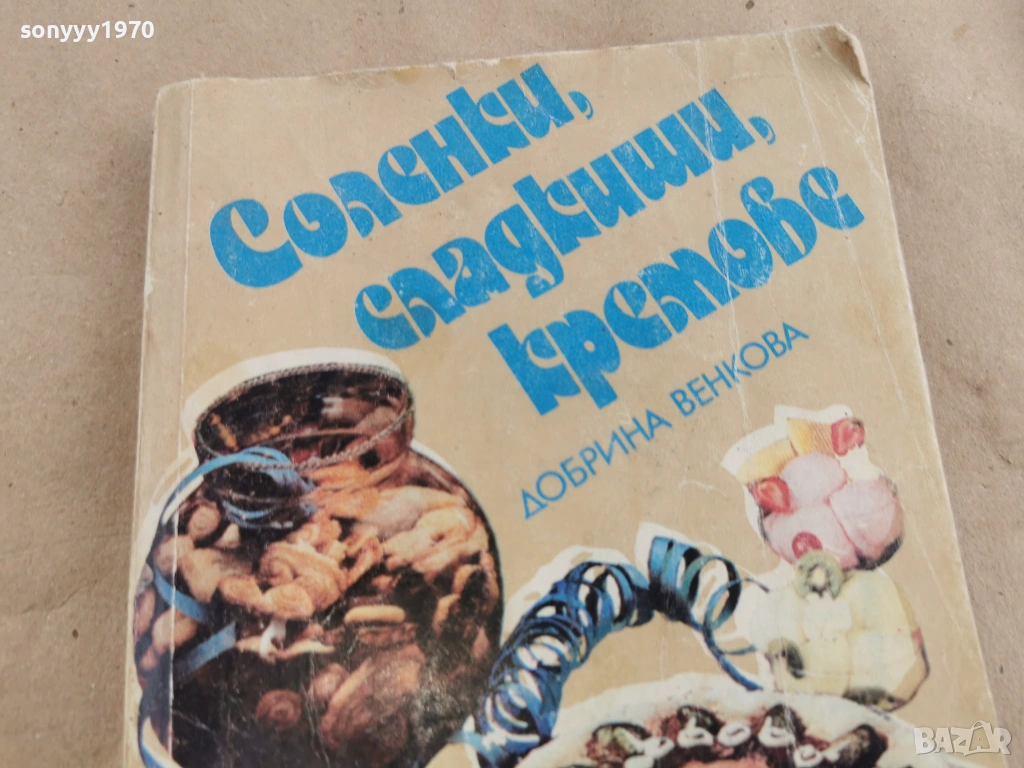 sonyyy1970
Соленки,
сладкиши,
кремове
ДОБРИНА ВЕНКОВА
BAZAR